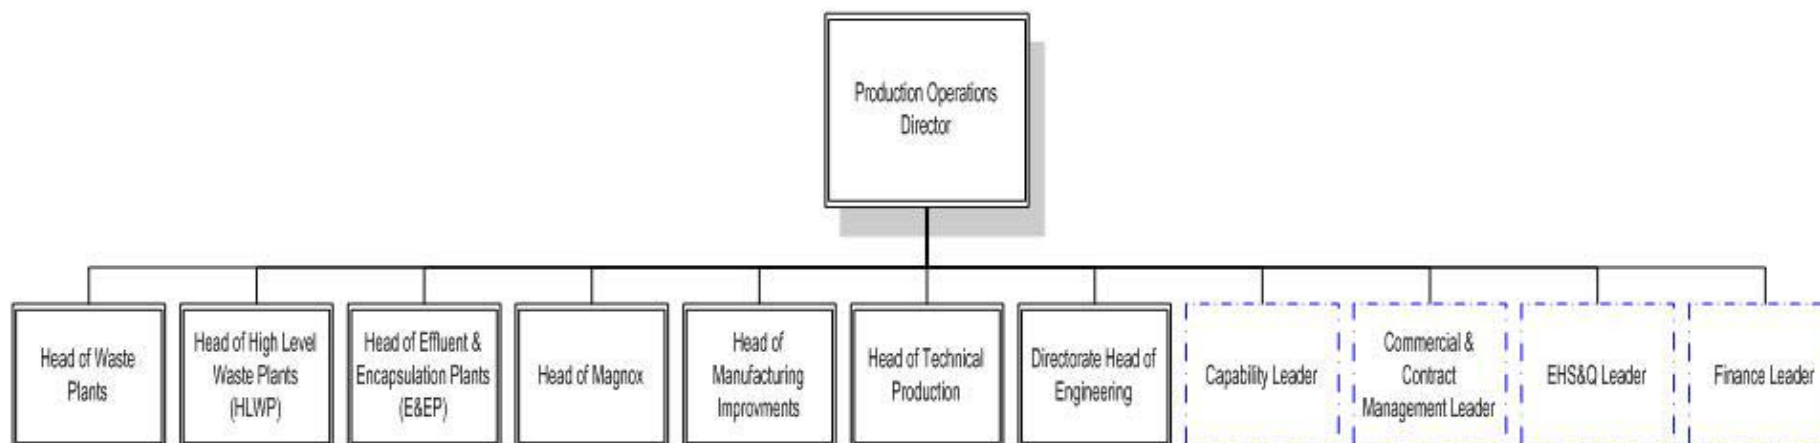 Production Operations
Director
Head of Waste
Plants
Head of High Level
Waste Plants
(HLWP)
Head of Effluent &
Encapsulation Plants
(E&EP)
Head of Magnox
Head of
Manufacturing
Improvments
Head of Technical
Production
Directorate Head of
Engineering
Capability Leader
Commercial &
Contract
Management Leader
EHS&Q Leader
Finance Leader